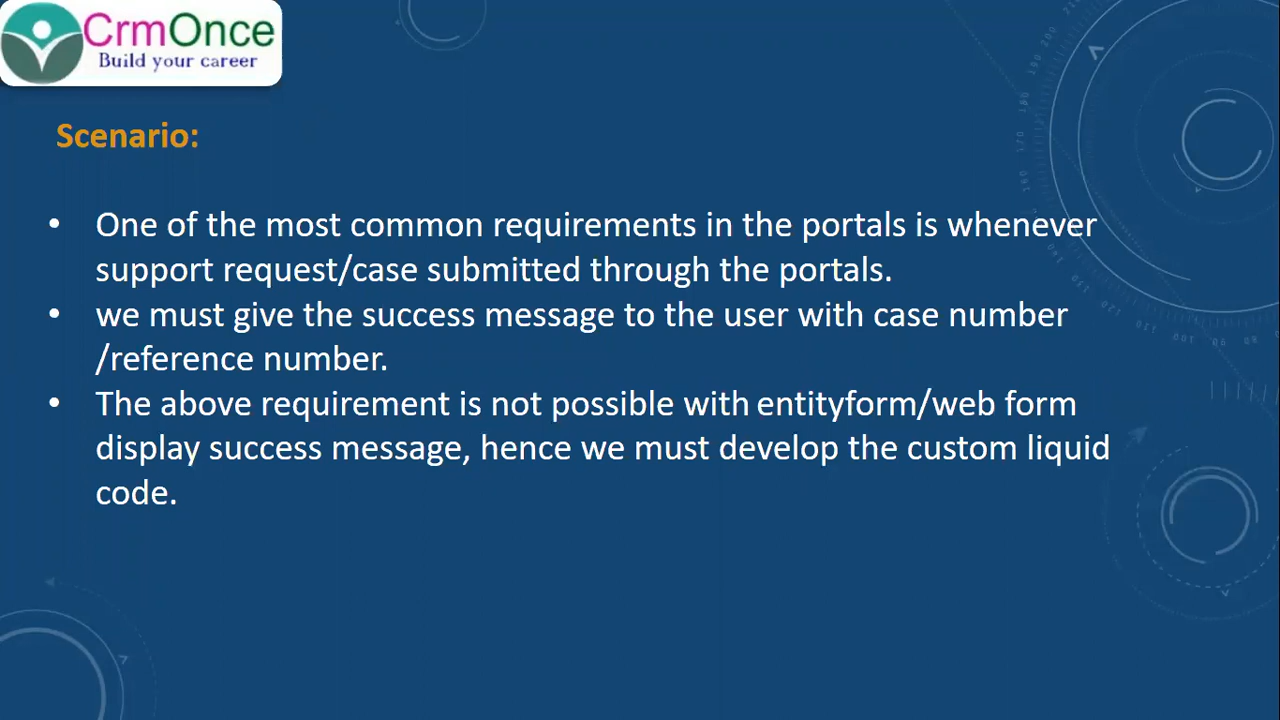 CrmOnce
Build your career
Scenario:
• One of the most common requirements in the portals is whenever
support request/case submitted through the portals.
• we must give the success message to the user with case number
/reference number.
• The above requirement is not possible with entityform/web form
display success message, hence we must develop the custom liquid
code.